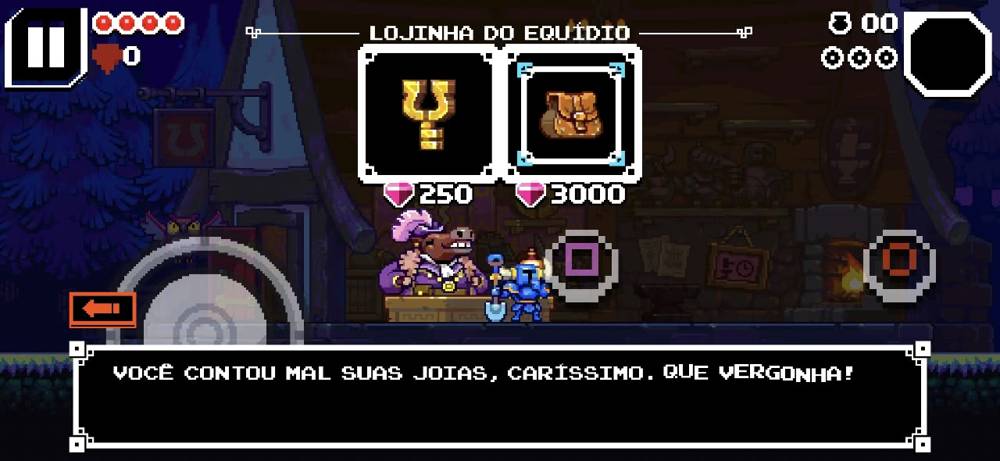 0
LOJINHA DO EQUÍDIO
00
250
3000
VOCÊ CONTOU MAL SUAS JOIAS, CARÍSSIMO. QUE VERGONHA!